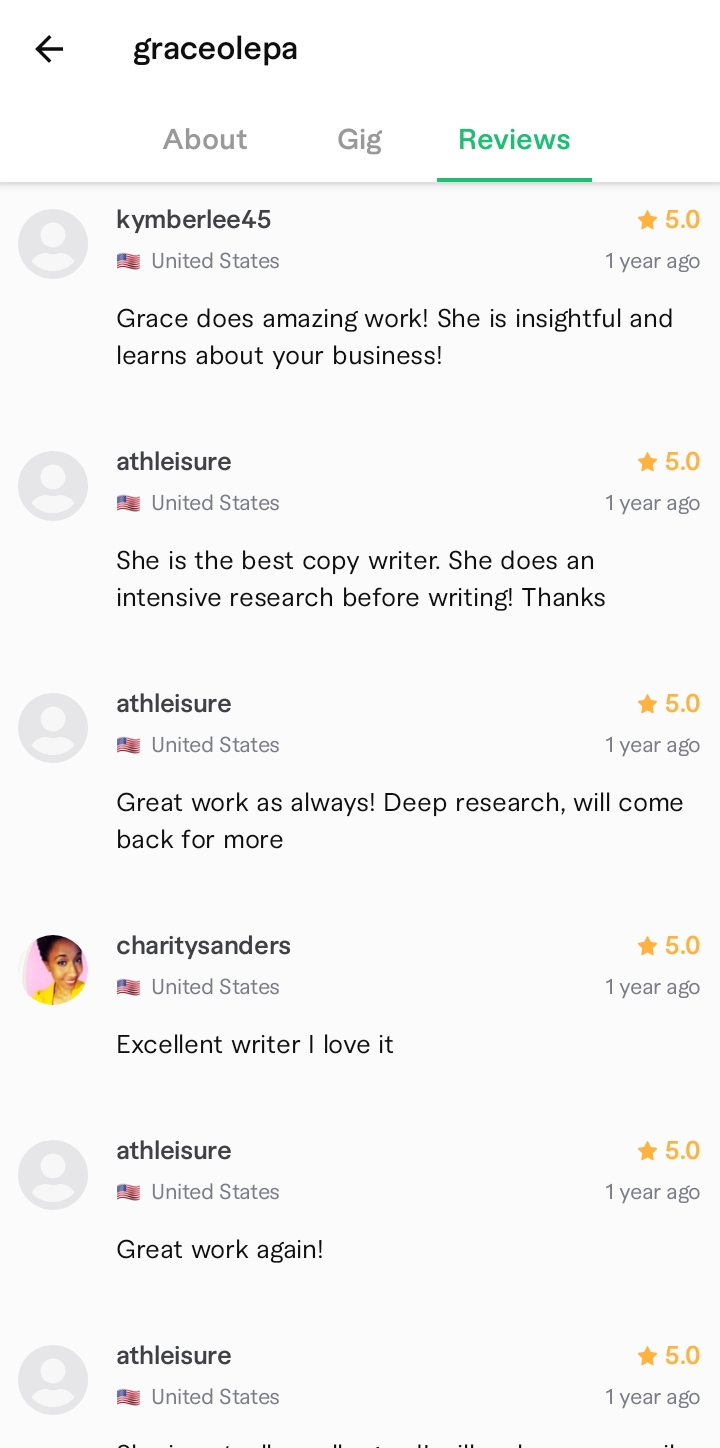 graceolepa
About Gig Reviews
kymberlee45 5.0
United States 1 year ago
Grace does amazing work! She is insightful and
learns about your business!
athleisure 5.0
United States 1 year ago
She is the best copy writer. She does an
intensive research before writing! Thanks
athleisure 5.0
United States 1 year ago
Great work as always! Deep research, will come
back for more
charitysanders 5.0
United States 1 year ago
Excellent writer I love it
athleisure 5.0
United States 1 year ago
Great work again!
athleisure 5.0
United States 1 year ago